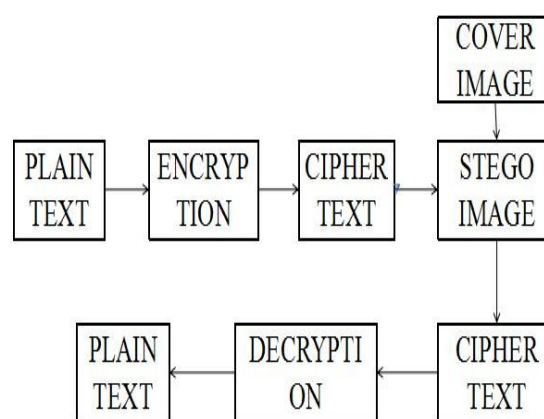 COVER
IMAGE
PLAIN
TEXT
ENCRYP
TION
CIPHER
TEXT
STEGO
IMAGE
PLAIN
TEXT
DECRYPTI
ON
CIPHER
TEXT